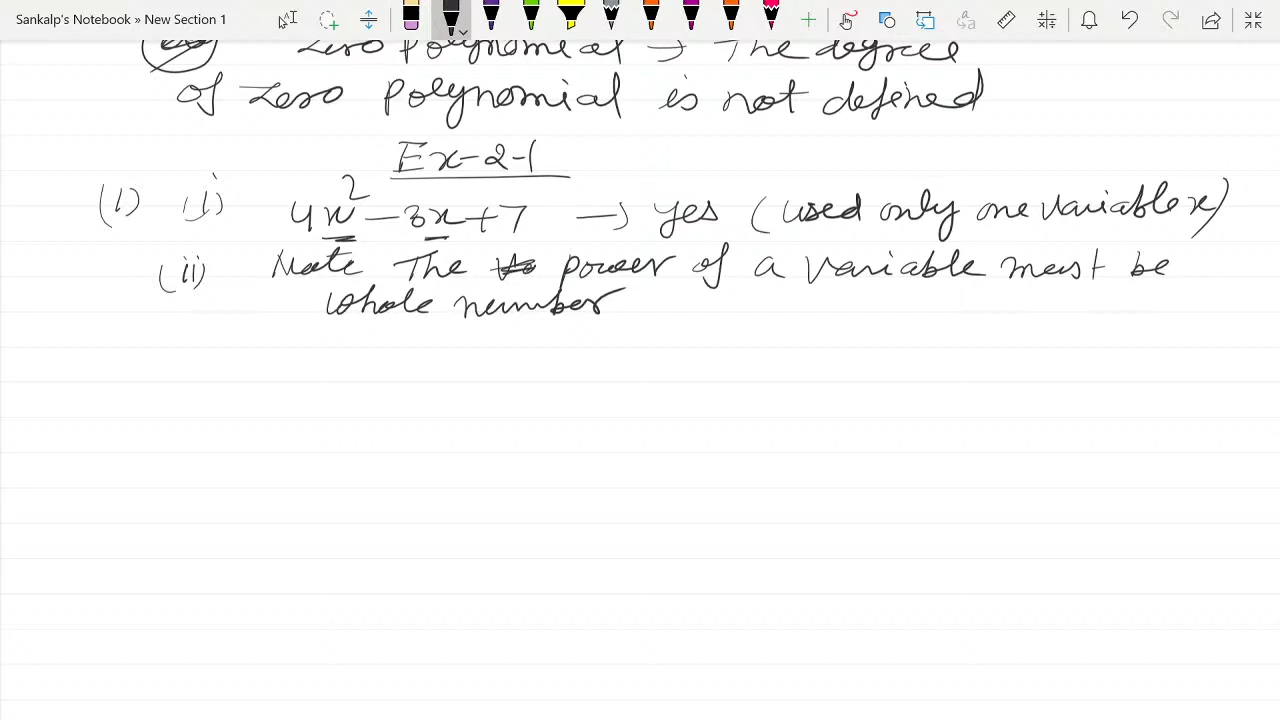 Sankalp's Notebook » New Section 1
Zero Polynomial → The degree
of zero polynomial is not defined
Ex-2-1
(1) (i) 4x² - 3x + 7 → yes (used only one variable x)
(ii) Note The power of a variable must be
whole number